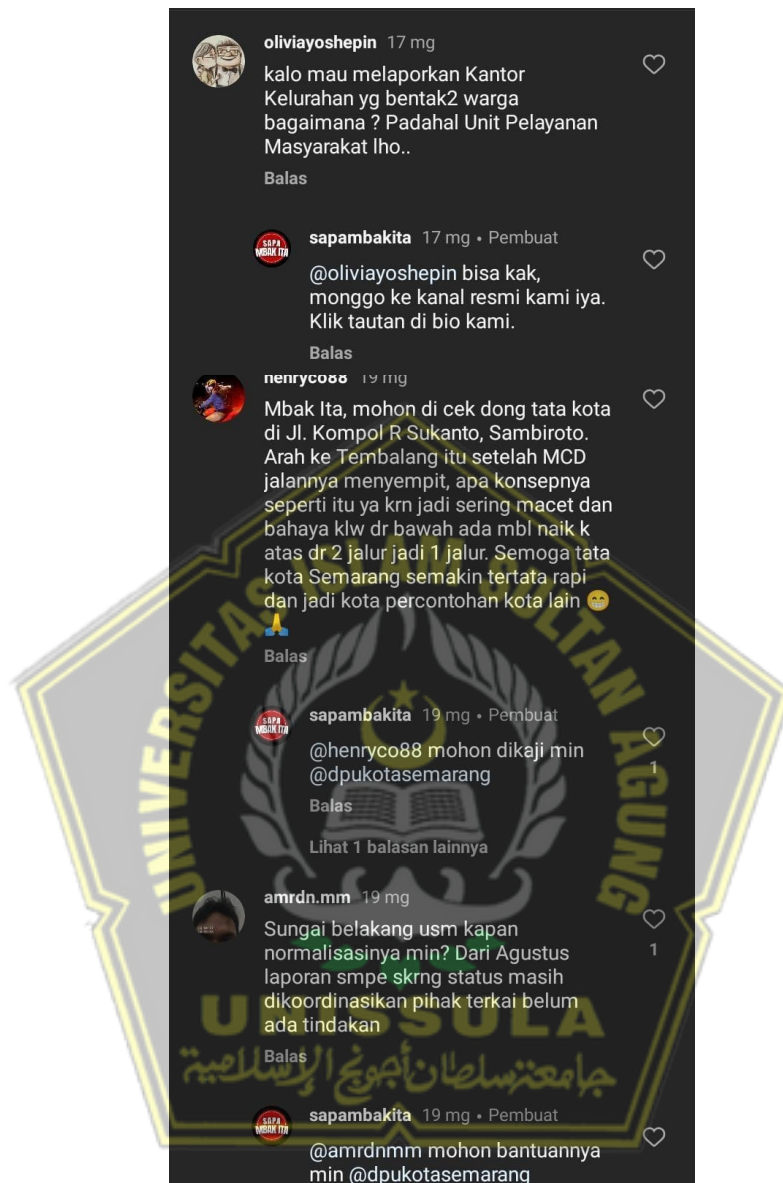 oliviayoshepin 17 mg
kalo mau melaporkan Kantor
Kelurahan yg bentak2 warga
bagaimana ? Padahal Unit Pelayanan
Masyarakat lho..
Balas
SAPA
MBAK ITA
sapambakita 17 mg • Pembuat
@oliviayoshepin bisa kak,
monggo ke kanal resmi kami iya.
Klik tautan di bio kami.
Balas
henryco88 19 mg
Mbak Ita, mohon di cek dong tata kota
di Jl. Kompol R Sukanto, Sambiroto.
Arah ke Tembalang itu setelah MCD
jalannya menyempit, apa konsepnya
seperti itu ya krn jadi sering macet dan
bahaya klw dr bawah ada mbl naik k
atas dr 2 jalur jadi 1 jalur. Semoga tata
kota Semarang semakin tertata rapi
dan jadi kota percontohan kota lain 😁
🙏
Balas
SAPA
MBAK ITA
sapambakita 19 mg • Pembuat
@henryco88 mohon dikaji min
@dpukotasemarang
1
Balas
Lihat 1 balasan lainnya
amrdn.mm 19 mg
Sungai belakang usm kapan
normalisasinya min? Dari Agustus
1
laporan smpe skrng status masih
dikoordinasikan pihak terkai belum
ada tindakan
Balas
SAPA
MBAK ITA
sapambakita 19 mg • Pembuat
@amrdnmm mohon bantuannya
min @dpukotasemarang
UNIVERSITAS ISLAM SULTAN AGUNG
UNISSULA
جامعة سلطان أجونج الإسلامية